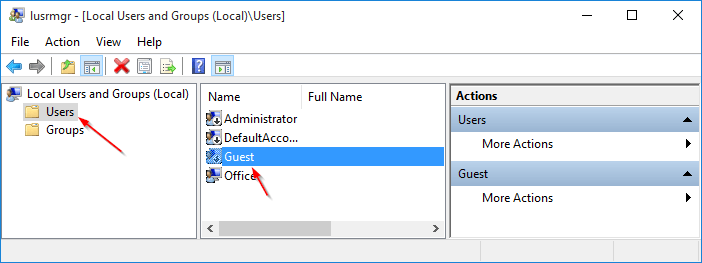 lusrmgr - [Local Users and Groups (Local)\Users]
File Action View Help
Local Users and Groups (Local)
Users
Groups
Name Full Name
Administrator
DefaultAcco...
Guest
Office
Actions
Users
More Actions
Guest
More Actions